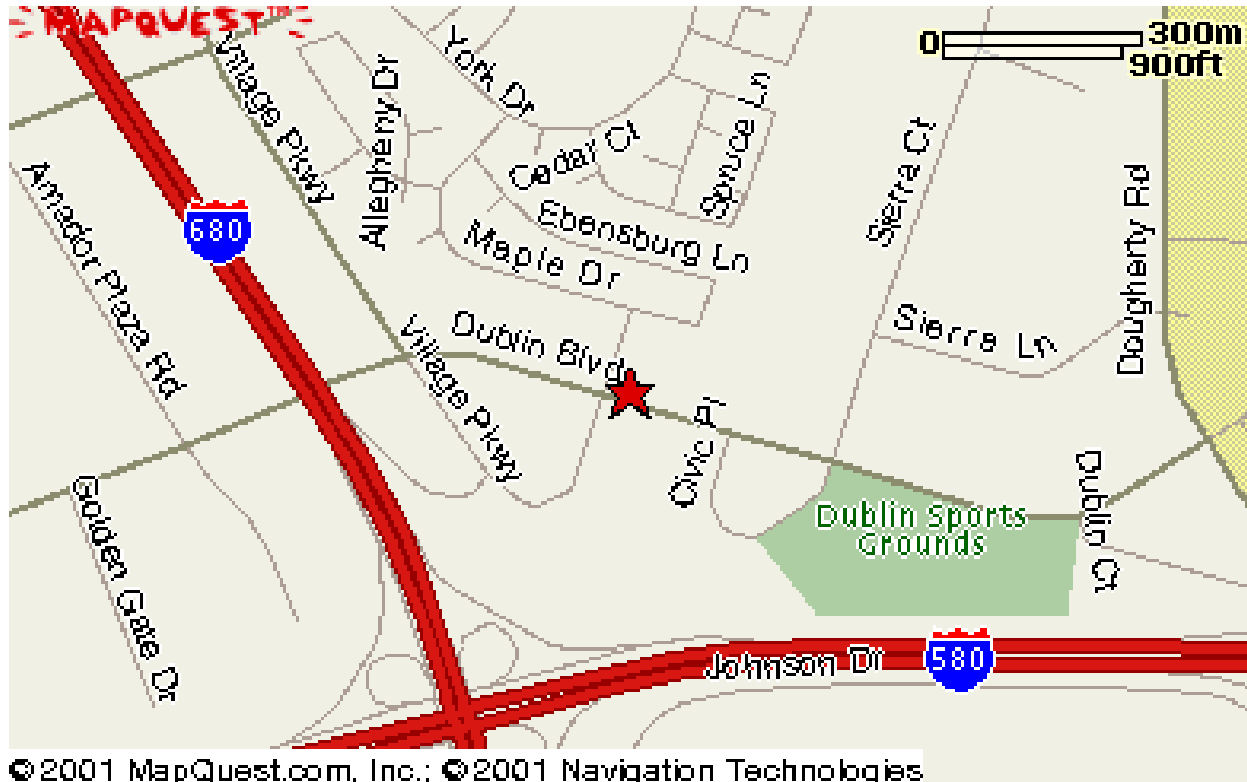 MAPQUEST™
0 300m
900ft
York Dr
Village Pkwy
Allegheny Dr
Cedar Ct
Spruce Ln
Sierra Ct
Dougherty Rd
Amador Plaza Rd
680
Ebensburg Ln
Maple Dr
Dublin Blvd
Sierra Ln
Village Pkwy
Civic Pl
Golden Gate Dr
Dublin Ct
Dublin Sports
Grounds
Johnson Dr
580
©2001 MapQuest.com, Inc.; ©2001 Navigation Technologies